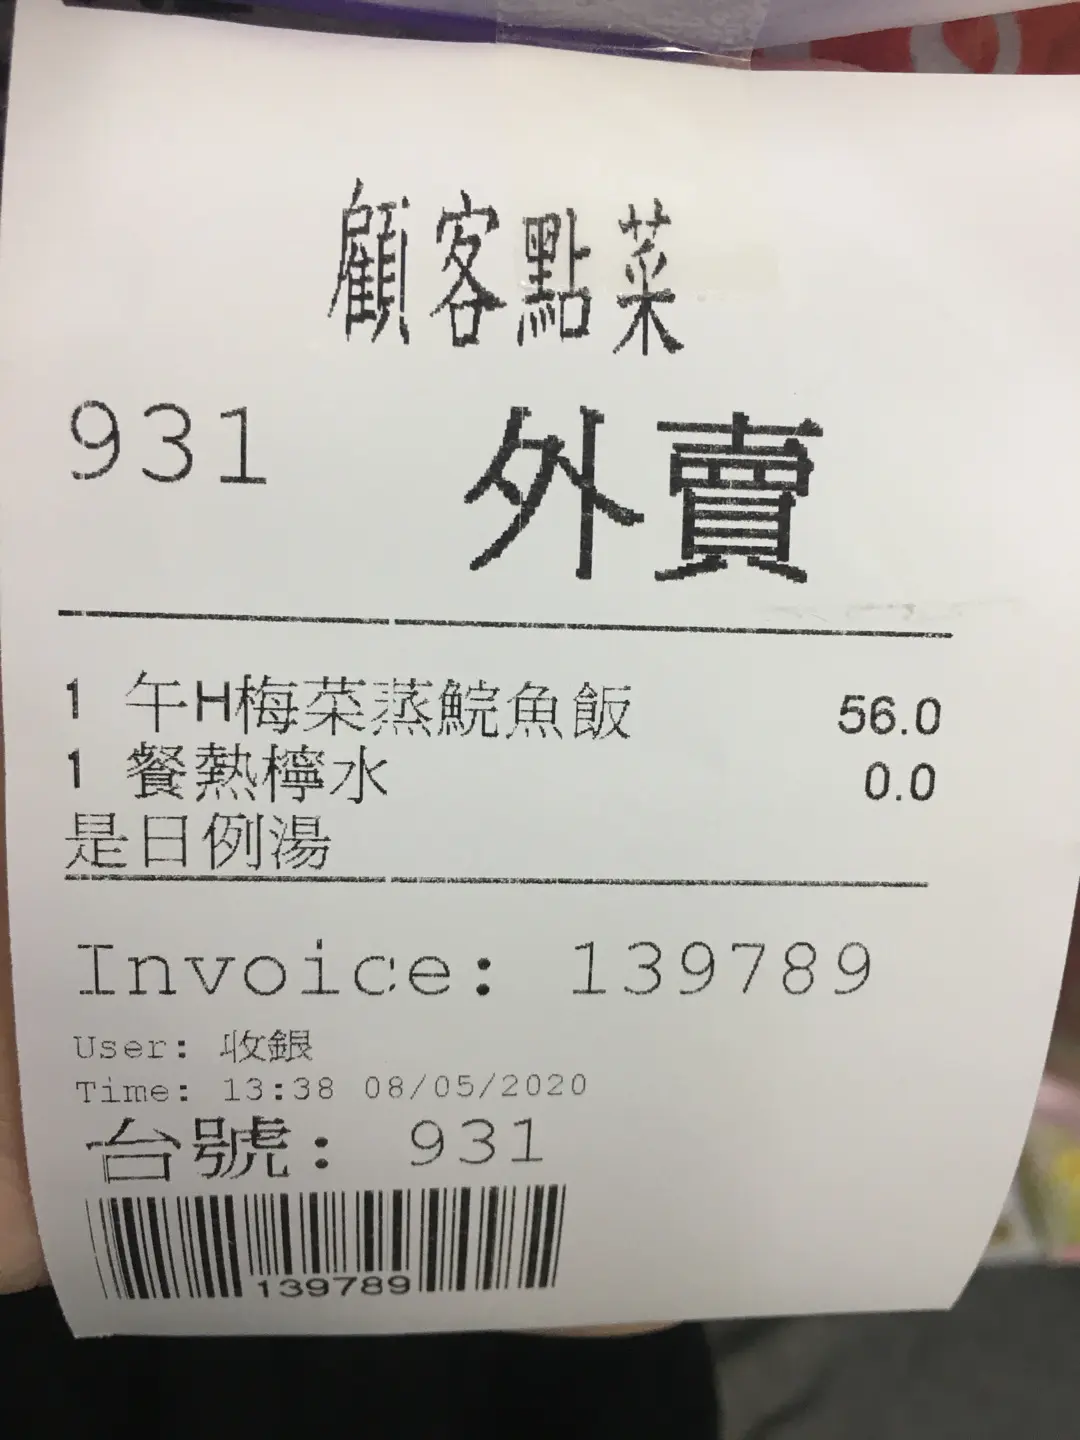 顧客點菜
931 外賣
1 午H梅菜蒸鯇魚飯 56.0
1 餐熱檸水 0.0
是日例湯
Invoice: 139789
User: 收銀
Time: 13:38 08/05/2020
台號: 931
139789